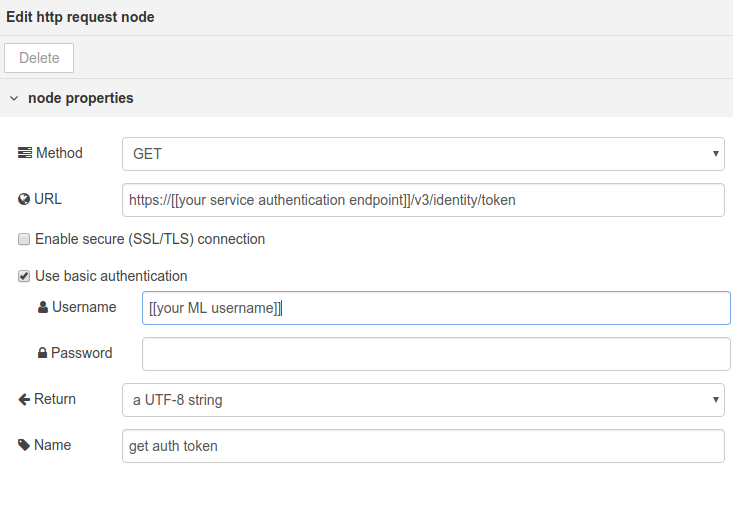 Edit http request node
Delete
node properties
Method GET
URL https://[[your service authentication endpoint]]/v3/identity/token
Enable secure (SSL/TLS) connection
Use basic authentication
Username [[your ML username]]
Password
Return a UTF-8 string
Name get auth token